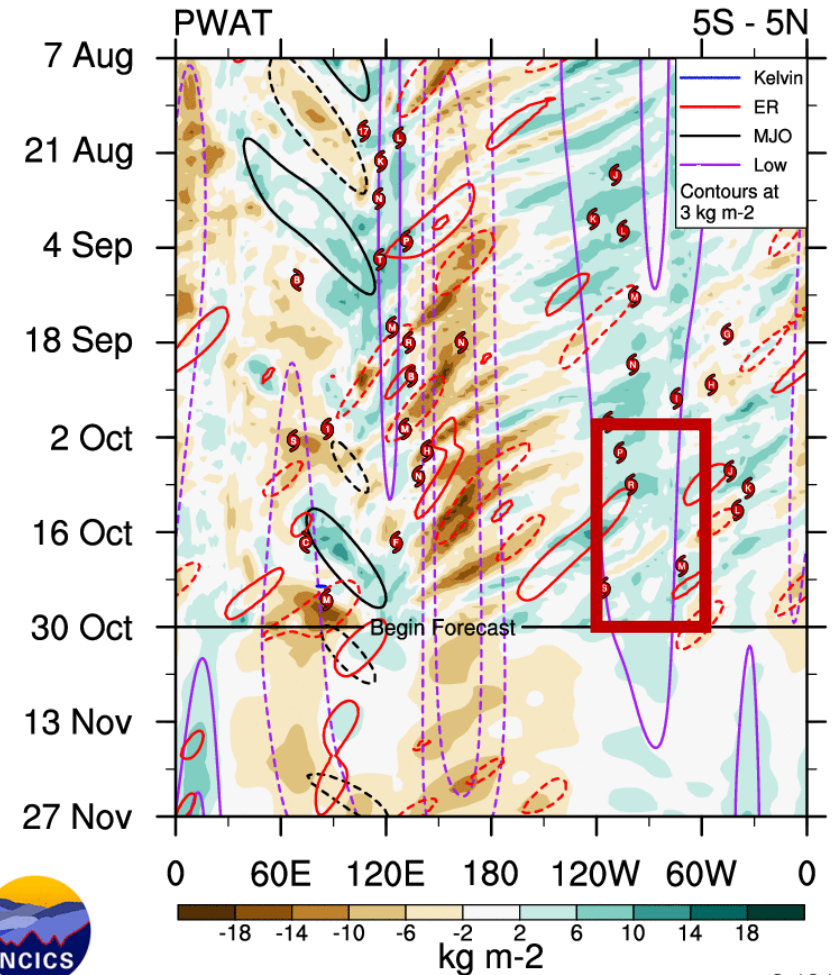 PWAT 5S - 5N
7 Aug
21 Aug
4 Sep
18 Sep
2 Oct
16 Oct
30 Oct
13 Nov
27 Nov
Kelvin
ER
MJO
Low
Contours at
3 kg m-2
17
L
K
J
N
K
L
P
T
B
M
M
R
N
G
N
B
H
I
M
S
1
H
P
J
N
R
K
L
C
F
M
S
M
Begin Forecast
0 60E 120E 180 120W 60W 0
-18 -14 -10 -6 -2 2 6 10 14 18
kg m-2
NCICS